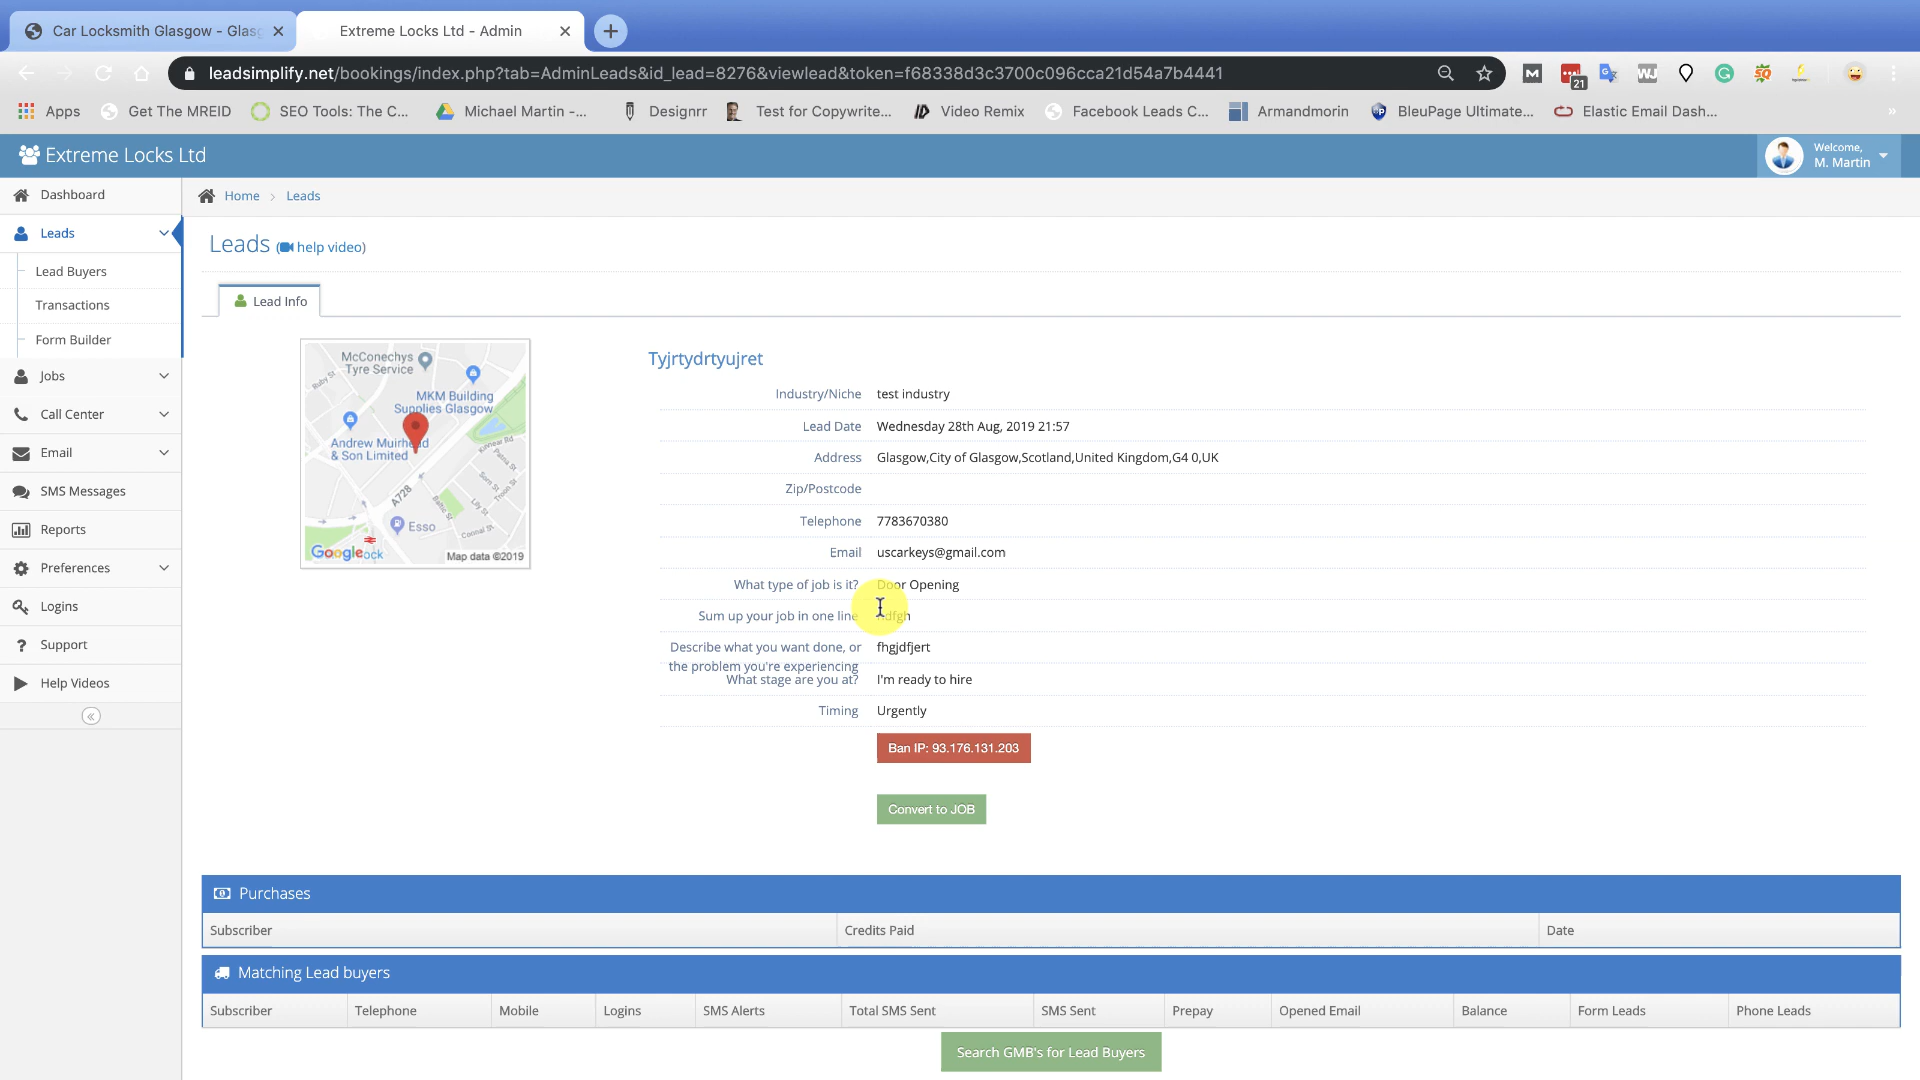 Car Locksmith Glasgow - Glasg
Extreme Locks Ltd - Admin
leadsimplify.net/bookings/index.php?tab=AdminLeads&id_lead=8276&viewlead&token=f68338d3c3700c096cca21d54a7b4441
21
Apps
Get The MREID
SEO Tools: The C...
Michael Martin -...
Designrr
Test for Copywrite...
Video Remix
Facebook Leads C...
Armandmorin
BleuPage Ultimate...
Elastic Email Dash...
Extreme Locks Ltd
Welcome,
M. Martin
Dashboard
Leads
Lead Buyers
Transactions
Form Builder
Jobs
Call Center
Email
SMS Messages
Reports
Preferences
Logins
Support
Help Videos
Home > Leads
Leads (help video)
Lead Info
McConechys
Tyre Service
MKM Building
Supplies Glasgow
Andrew Muirhead
& Son Limited
A728
Esso
Google
Map data ©2019
Tyjrtydrtyujret
Industry/Niche test industry
Lead Date Wednesday 28th Aug, 2019 21:57
Address Glasgow,City of Glasgow,Scotland,United Kingdom,G4 0,UK
Zip/Postcode
Telephone 7783670380
Email uscarkeys@gmail.com
What type of job is it? Door Opening
Sum up your job in one line
Describe what you want done, or the problem you're experiencing fhgjdfjert
What stage are you at? I'm ready to hire
Timing Urgently
Ban IP: 93.176.131.203
Convert to JOB
Purchases
Subscriber Credits Paid Date
Matching Lead buyers
Subscriber Telephone Mobile Logins SMS Alerts Total SMS Sent SMS Sent Prepay Opened Email Balance Form Leads Phone Leads
Search GMB's for Lead Buyers